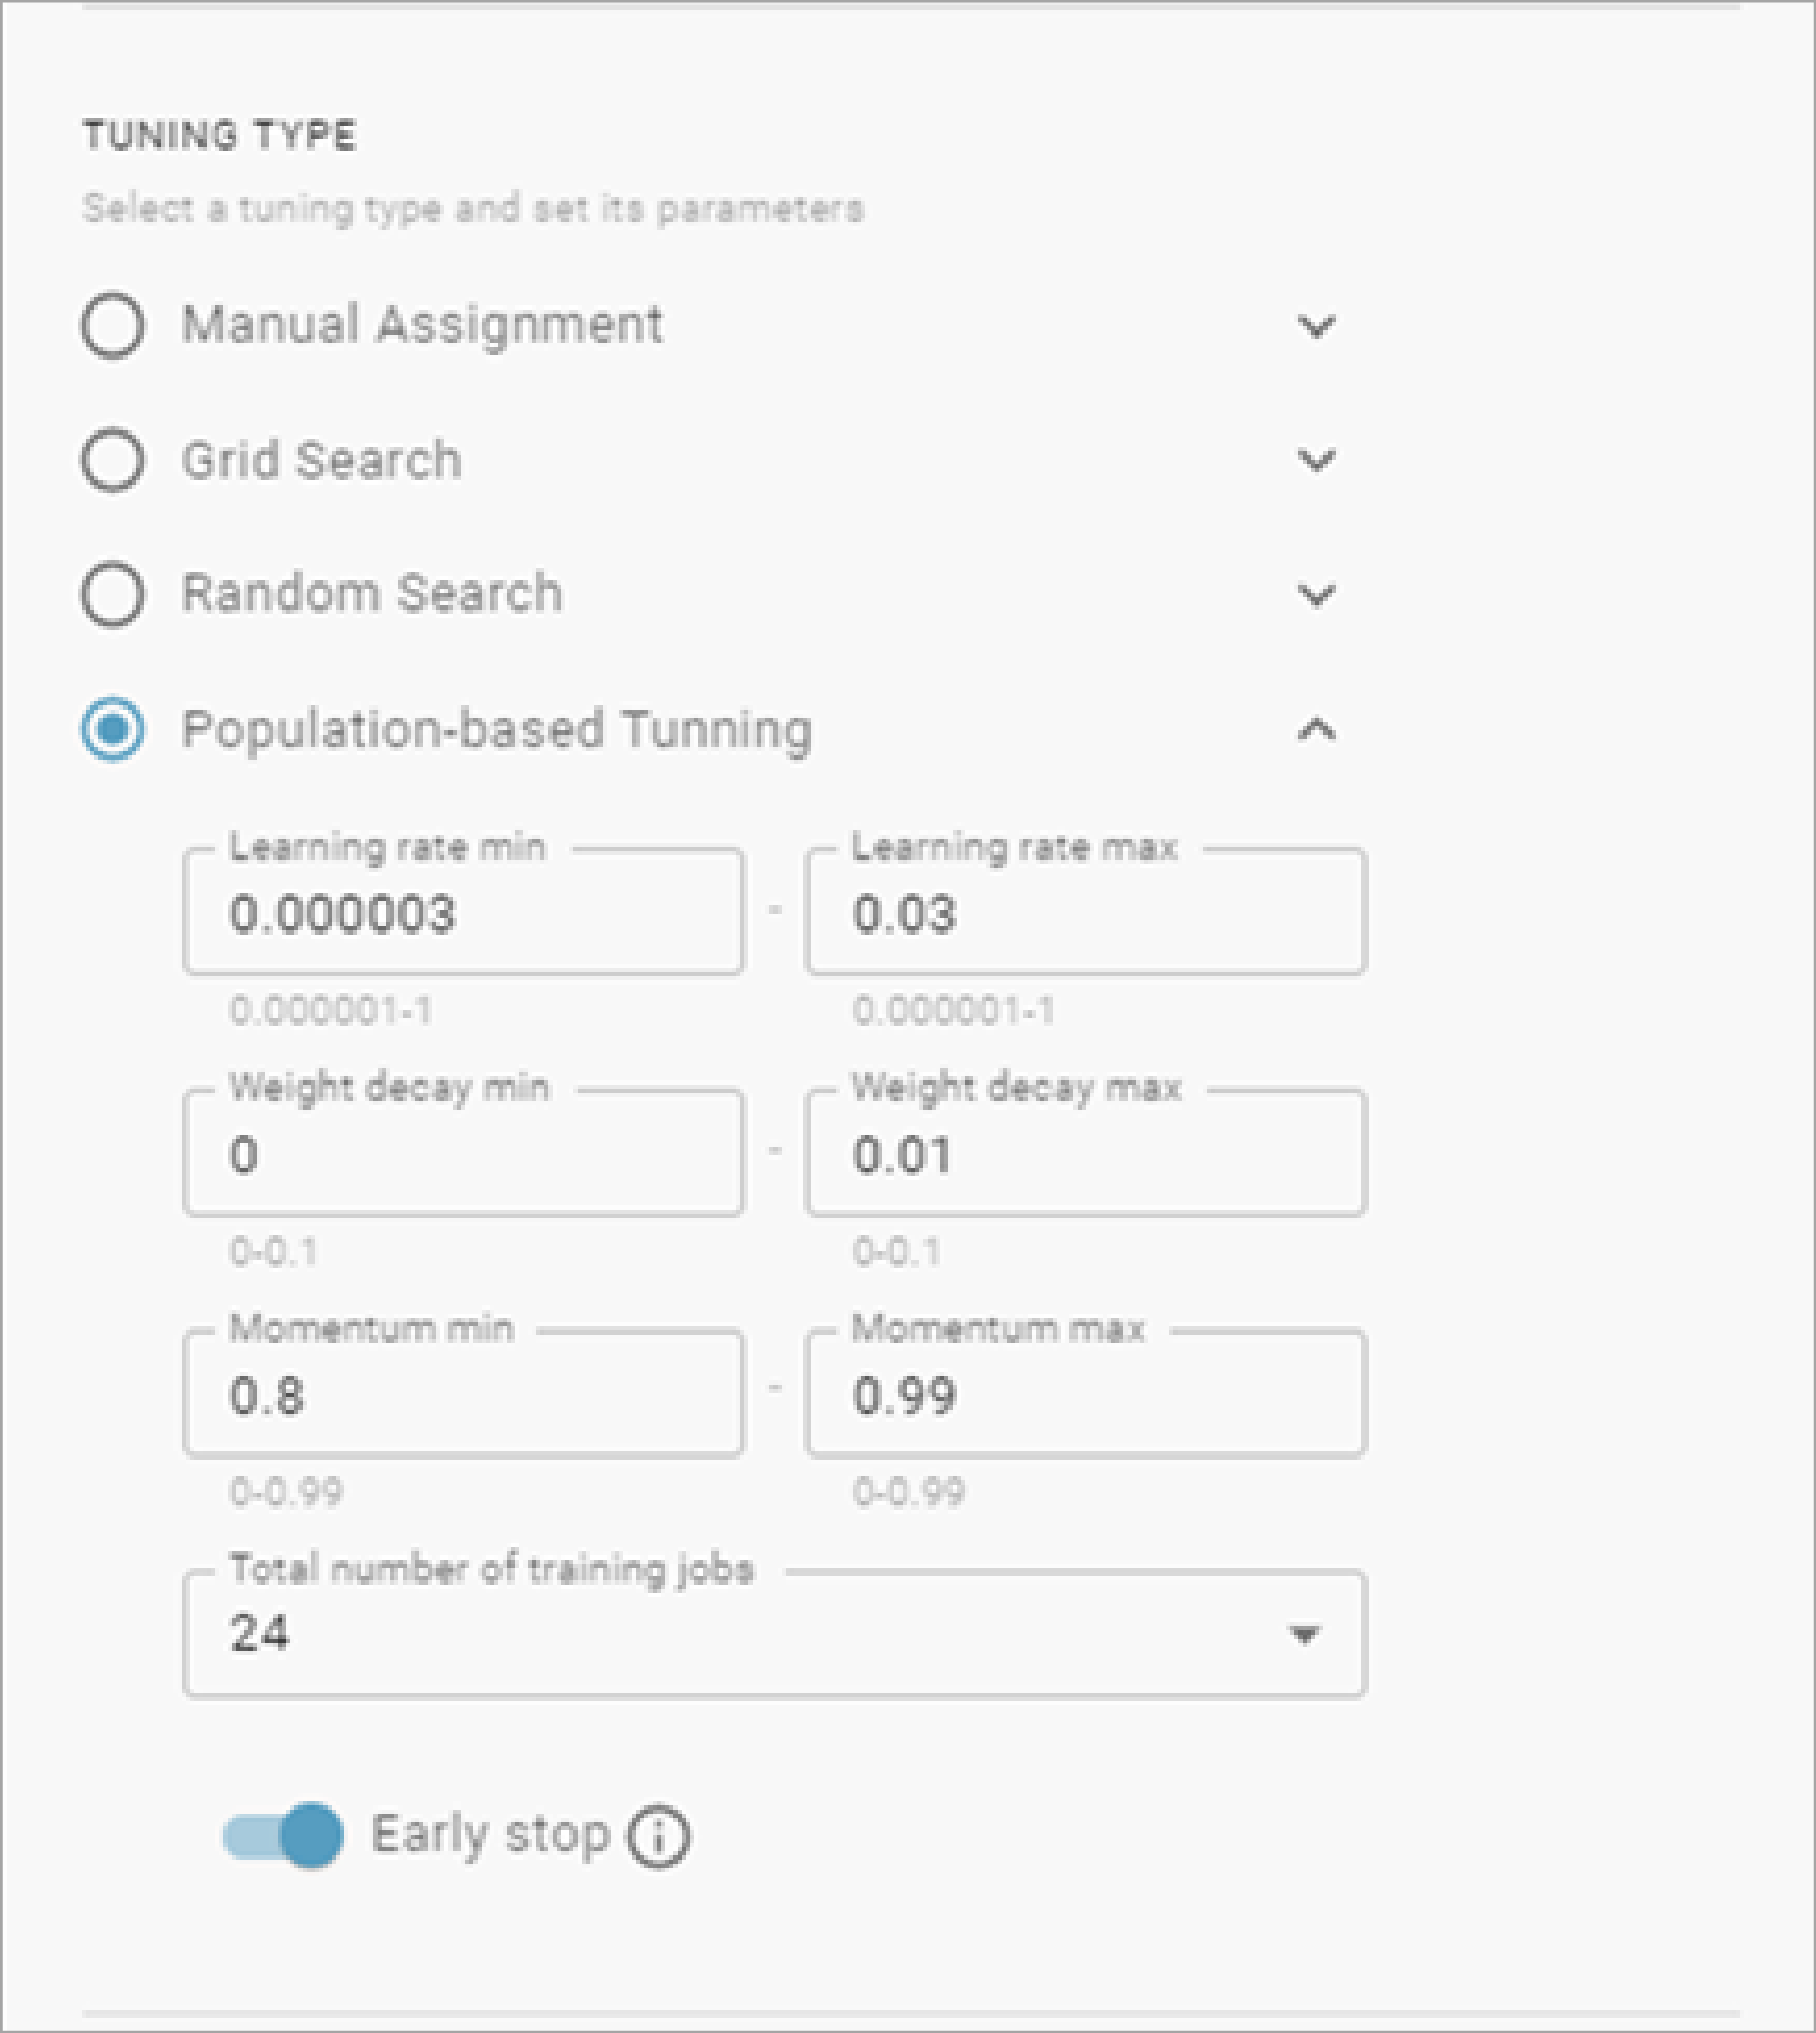 TUNING TYPE
Select a tuning type and set its parameters
Manual Assignment
Grid Search
Random Search
Population-based Tunning
Learning rate min
Learning rate max
0.000003 - 0.03
0.000001-1
0.000001-1
Weight decay min
Weight decay max
0 - 0.01
0-0.1
0-0.1
Momentum min
Momentum max
0.8 - 0.99
0-0.99
0-0.99
Total number of training jobs
24
Early stop